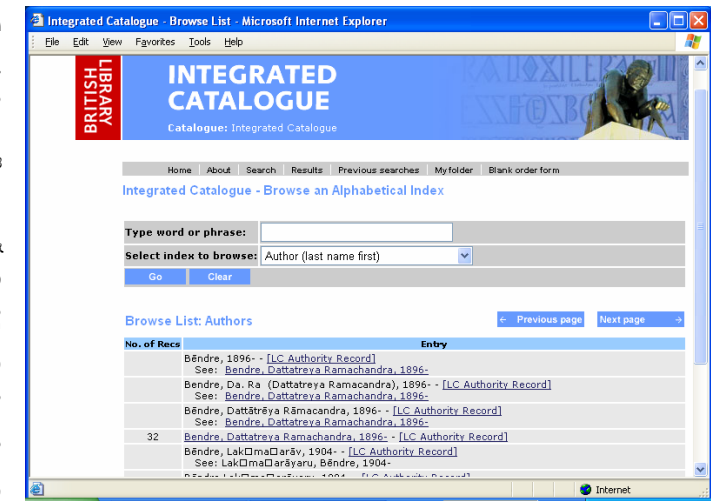 Integrated Catalogue - Browse List - Microsoft Internet Explorer
File Edit View Favorites Tools Help
BRITISH LIBRARY
INTEGRATED
CATALOGUE
Catalogue: Integrated Catalogue
Home About Search Results Previous searches My folder Blank order form
Integrated Catalogue - Browse an Alphabetical Index
Type word or phrase:
Select index to browse: Author (last name first)
Go Clear
Browse List: Authors ← Previous page Next page →
No. of Recs Entry
Bēndre, 1896- - [LC Authority Record]
See: Bendre, Dattatreya Ramachandra, 1896-
Bendre, Da. Ra (Dattatreya Ramacandra), 1896- - [LC Authority Record]
See: Bendre, Dattatreya Ramachandra, 1896-
Bēndre, Dattātrēya Rāmacandra, 1896- - [LC Authority Record]
See: Bendre, Dattatreya Ramachandra, 1896-
32 Bendre, Dattatreya Ramachandra, 1896- - [LC Authority Record]
Bēndre, Lak□ma□arāv, 1904- - [LC Authority Record]
See: Lak□ma□arāyaru, Bēndre, 1904-
Internet